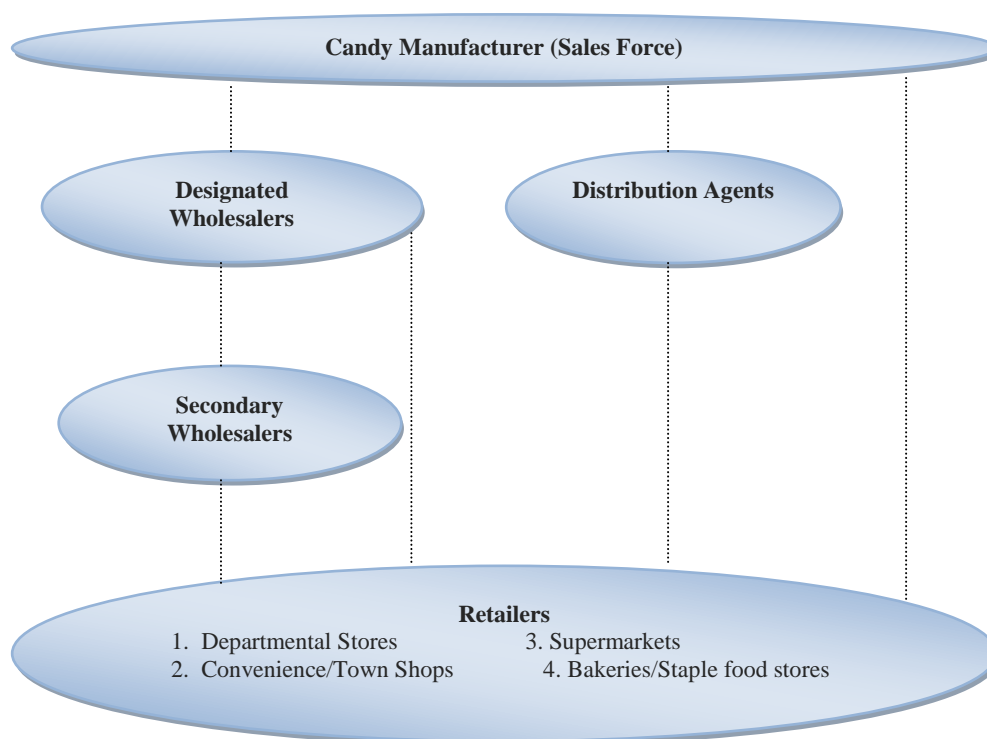 Candy Manufacturer (Sales Force)
Designated
Wholesalers
Distribution Agents
Secondary
Wholesalers
Retailers
1. Departmental Stores 3. Supermarkets
2. Convenience/Town Shops 4. Bakeries/Staple food stores